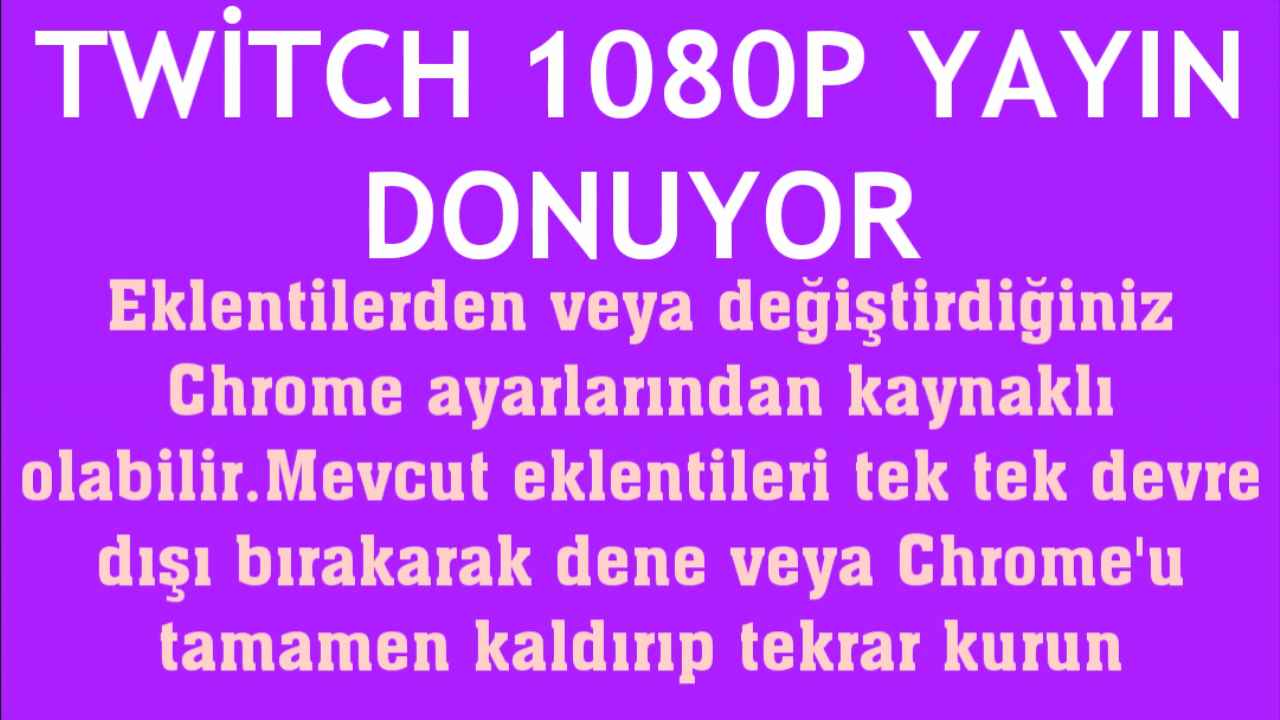 TWİTCH 1080P YAYIN
DONUYOR
Eklentilerden veya değiştirdiğiniz
Chrome ayarlarından kaynaklı
olabilir.Mevcut eklentileri tek tek devre
dışı bırakarak dene veya Chrome'u
tamamen kaldırıp tekrar kurun